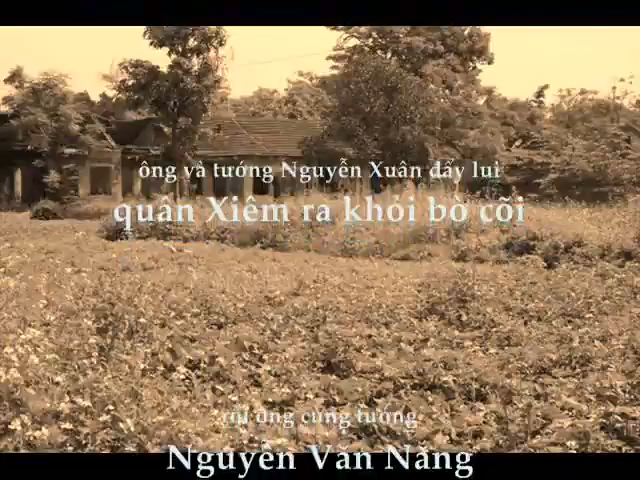 ông và tướng Nguyễn Xuân đẩy lui
quân Xiêm ra khỏi bờ cõi
rồi ông cùng tướng
Nguyễn Văn Năng